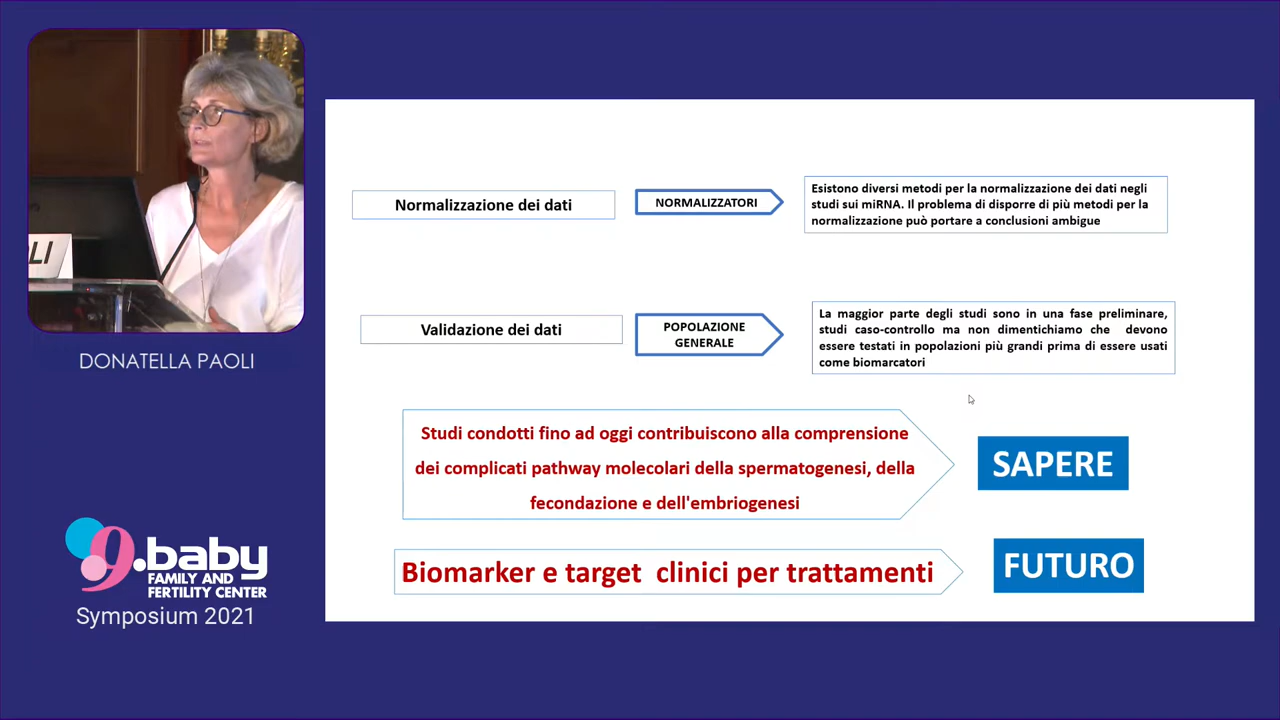 Normalizzazione dei dati
NORMALIZZATORI
Esistono diversi metodi per la normalizzazione dei dati negli
studi sui miRNA. Il problema di disporre di più metodi per la
normalizzazione può portare a conclusioni ambigue
Validazione dei dati
POPOLAZIONE
GENERALE
La maggior parte degli studi sono in una fase preliminare,
studi caso-controllo ma non dimentichiamo che devono
essere testati in popolazioni più grandi prima di essere usati
come biomarcatori
LI
DONATELLA PAOLI
Studi condotti fino ad oggi contribuiscono alla comprensione
dei complicati pathway molecolari della spermatogenesi, della
fecondazione e dell'embriogenesi
SAPERE
Biomarker e target clinici per trattamenti
FUTURO
9.baby
FAMILY AND
FERTILITY CENTER
Symposium 2021